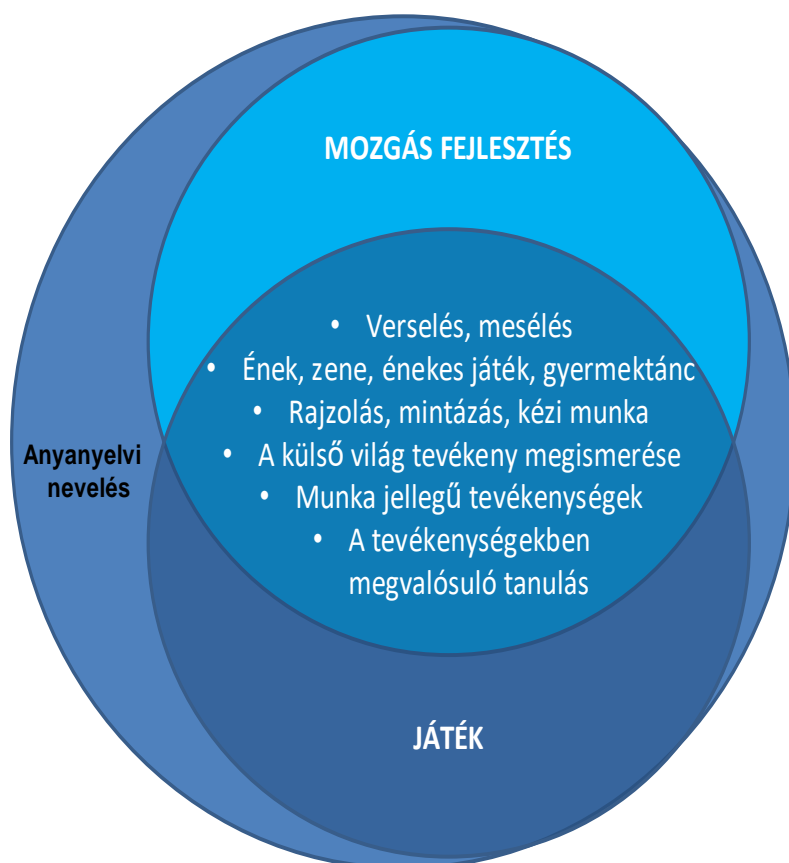 MOZGÁS FEJLESZTÉS
• Verselés, mesélés
• Ének, zene, énekes játék, gyermektánc
• Rajzolás, mintázás, kézi munka
• A külső világ tevékeny megismerése
• Munka jellegű tevékenységek
• A tevékenységekben
megvalósuló tanulás
Anyanyelvi
nevelés
JÁTÉK